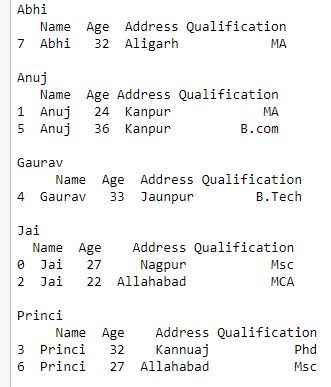 Abhi
   Name  Age  Address Qualification
7  Abhi   32  Aligarh            MA

Anuj
   Name  Age Address Qualification
1  Anuj   24  Kanpur            MA
5  Anuj   36  Kanpur         B.com

Gaurav
     Name  Age  Address Qualification
4  Gaurav   33  Jaunpur        B.Tech

Jai
  Name  Age    Address Qualification
0  Jai   27     Nagpur           Msc
2  Jai   22  Allahabad           MCA

Princi
     Name  Age    Address Qualification
3  Princi   32    Kannuaj           Phd
6  Princi   27  Allahabad           Msc